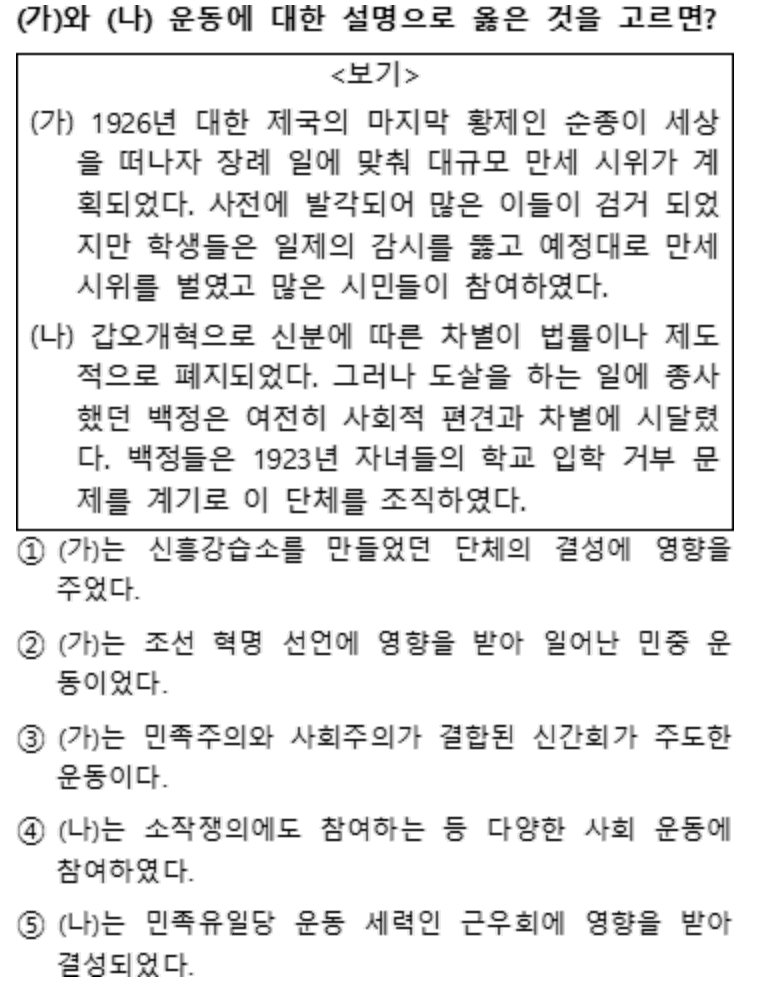 (가)와 (나) 운동에 대한 설명으로 옳은 것을 고르면?
<보기>
(가) 1926년 대한 제국의 마지막 황제인 순종이 세상
을 떠나자 장례 일에 맞춰 대규모 만세 시위가 계
획되었다. 사전에 발각되어 많은 이들이 검거 되었
지만 학생들은 일제의 감시를 뚫고 예정대로 만세
시위를 벌였고 많은 시민들이 참여하였다.
(나) 갑오개혁으로 신분에 따른 차별이 법률이나 제도
적으로 폐지되었다. 그러나 도살을 하는 일에 종사
했던 백정은 여전히 사회적 편견과 차별에 시달렸
다. 백정들은 1923년 자녀들의 학교 입학 거부 문
제를 계기로 이 단체를 조직하였다.
① (가)는 신흥강습소를 만들었던 단체의 결성에 영향을
주었다.
② (가)는 조선 혁명 선언에 영향을 받아 일어난 민중 운
동이었다.
③ (가)는 민족주의와 사회주의가 결합된 신간회가 주도한
운동이다.
④ (나)는 소작쟁의에도 참여하는 등 다양한 사회 운동에
참여하였다.
⑤ (나)는 민족유일당 운동 세력인 근우회에 영향을 받아
결성되었다.